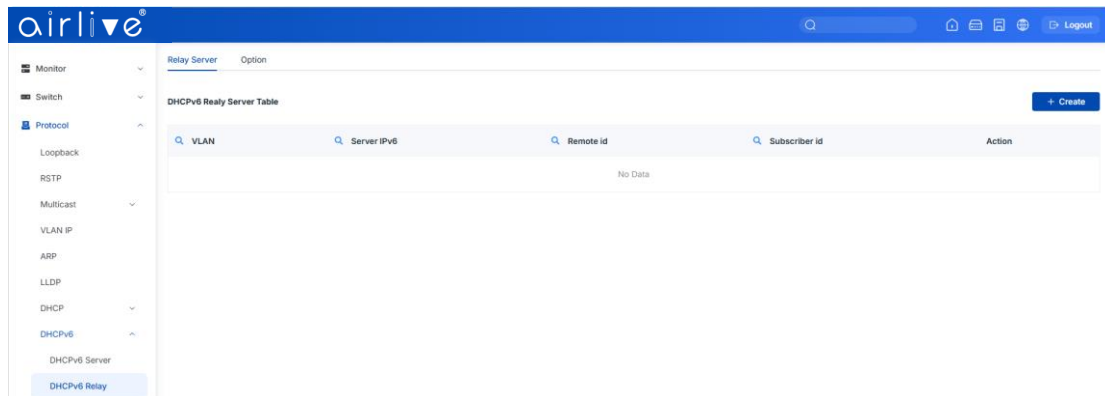 airlive®
Logout
Monitor
Switch
Protocol
Loopback
RSTP
Multicast
VLAN IP
ARP
LLDP
DHCP
DHCPv6
DHCPv6 Server
DHCPv6 Relay
Relay Server Option
DHCPv6 Realy Server Table
+ Create
VLAN Server IPv6 Remote id Subscriber id Action
No Data